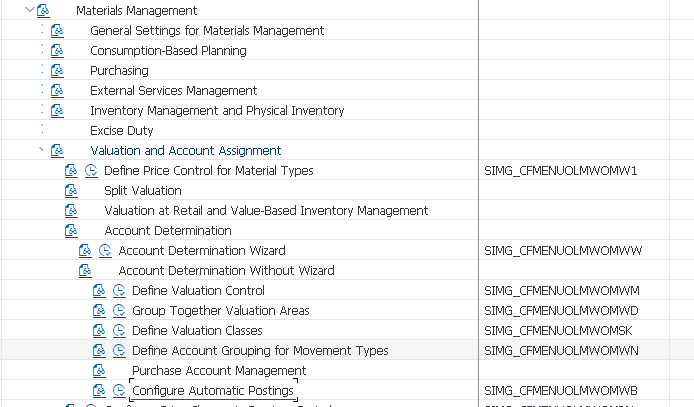 Materials Management
General Settings for Materials Management
Consumption-Based Planning
Purchasing
External Services Management
Inventory Management and Physical Inventory
Excise Duty
Valuation and Account Assignment
Define Price Control for Material Types SIMG_CFMENUOLMWOMW1
Split Valuation
Valuation at Retail and Value-Based Inventory Management
Account Determination
Account Determination Wizard SIMG_CFMENUOLMWOMWW
Account Determination Without Wizard
Define Valuation Control SIMG_CFMENUOLMWOMWM
Group Together Valuation Areas SIMG_CFMENUOLMWOMWD
Define Valuation Classes SIMG_CFMENUOLMWOMSK
Define Account Grouping for Movement Types SIMG_CFMENUOLMWOMWN
Purchase Account Management
Configure Automatic Postings SIMG_CFMENUOLMWOMWB